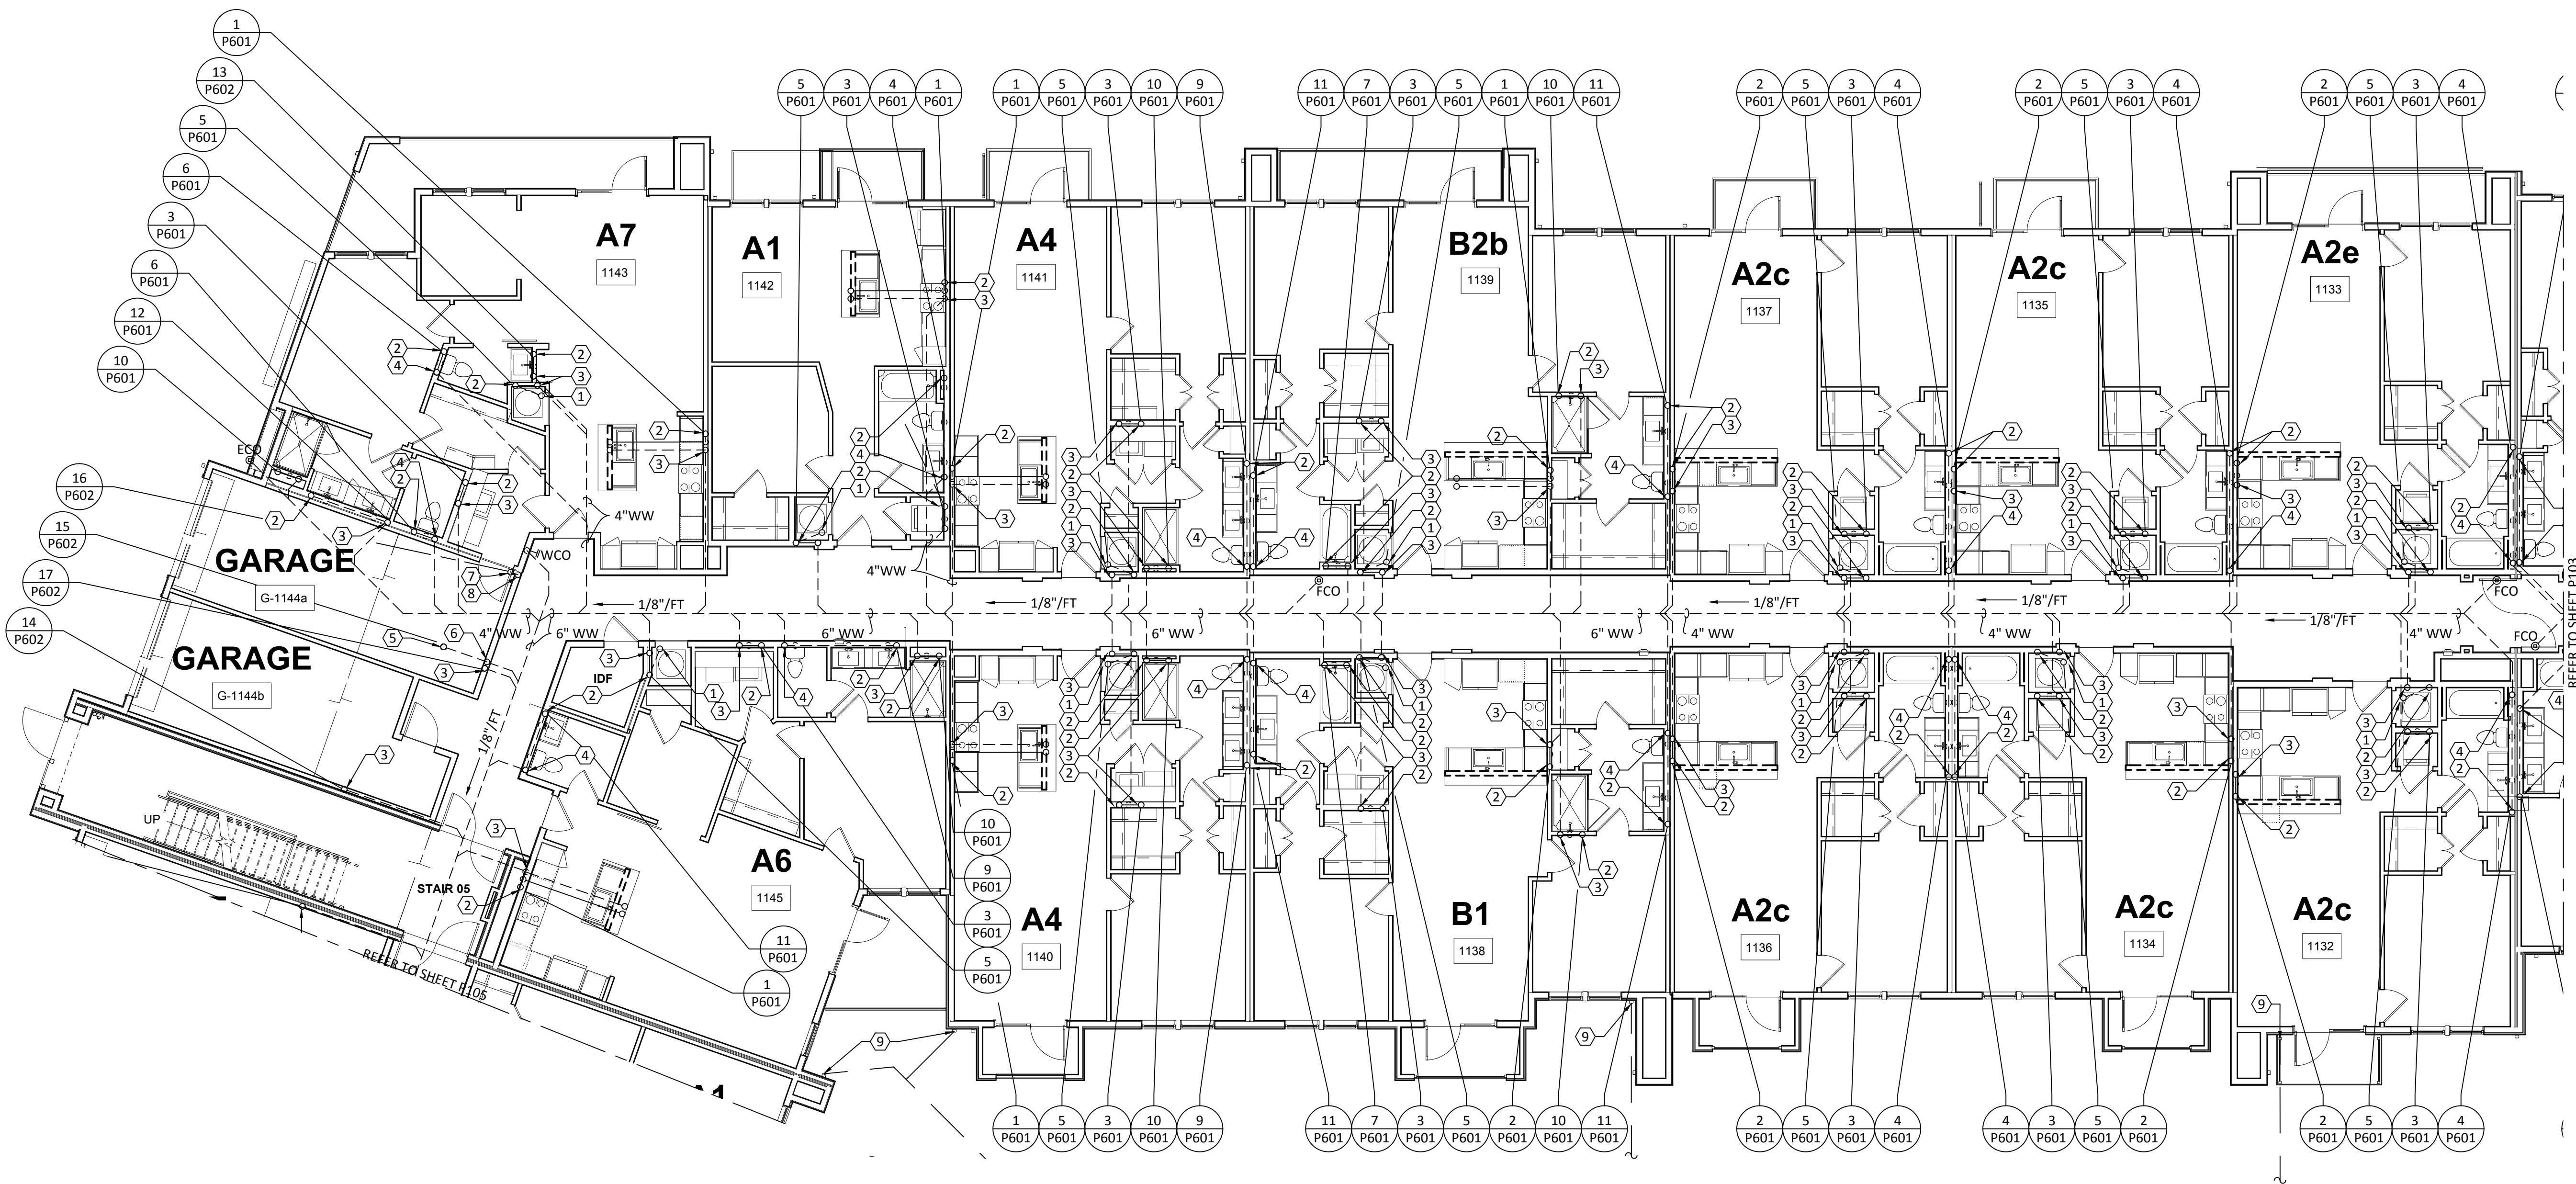 1
P601
13
P602
5
P601
6
P601
3
P601
6
P601
12
P601
10
P601
16
P602
15
P602
17
P602
14
P602
5 3 4 1
P601 P601 P601 P601
1 5 3 10 9
P601 P601 P601 P601 P601
11 7 3 5 1 10 11
P601 P601 P601 P601 P601 P601 P601
2 5 3 4
P601 P601 P601 P601
2 5 3 4
P601 P601 P601 P601
2 5 3 4
P601 P601 P601 P601
A7
1143
A1
1142
A4
1141
B2b
1139
A2c
1137
A2c
1135
A2e
1133
ECO
WCO
4"WW
4"WW
FCO
FCO
FCO
GARAGE
G-1144a
GARAGE
G-1144b
1/8"/FT
1/8"/FT
1/8"/FT
1/8"/FT
1/8"/FT
4" WW
6" WW
6" WW
6" WW
6" WW
4" WW
4" WW
4" WW
1/8"/FT
IDF
UP
STAIR 05
REFER TO SHEET P105
REFER TO SHEET P103
A6
1145
A4
1140
B1
1138
A2c
1136
A2c
1134
A2c
1132
10
P601
9
P601
3
P601
5
P601
11
P601
1
P601
9
9
9
1 5 3 10 9
P601 P601 P601 P601 P601
11 7 3 5 2 10 11
P601 P601 P601 P601 P601 P601 P601
2 5 3 4
P601 P601 P601 P601
4 3 5 2
P601 P601 P601 P601
2 5 3 4
P601 P601 P601 P601